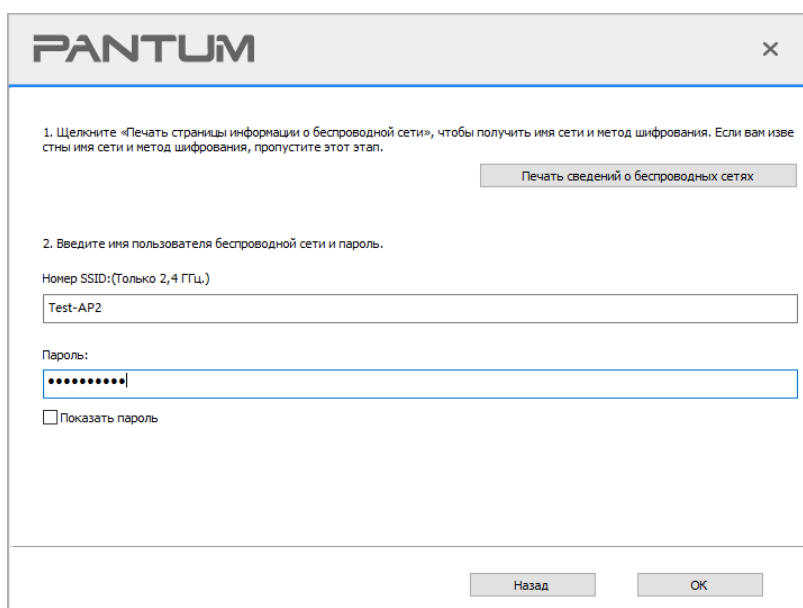 PANTUM
1. Щелкните «Печать страницы информации о беспроводной сети», чтобы получить имя сети и метод шифрования. Если вам изве
стны имя сети и метод шифрования, пропустите этот этап.
Печать сведений о беспроводных сетях
2. Введите имя пользователя беспроводной сети и пароль.
Номер SSID:(Только 2,4 ГГц.)
Test-AP2
Пароль:
••••••••••
Показать пароль
Назад OK